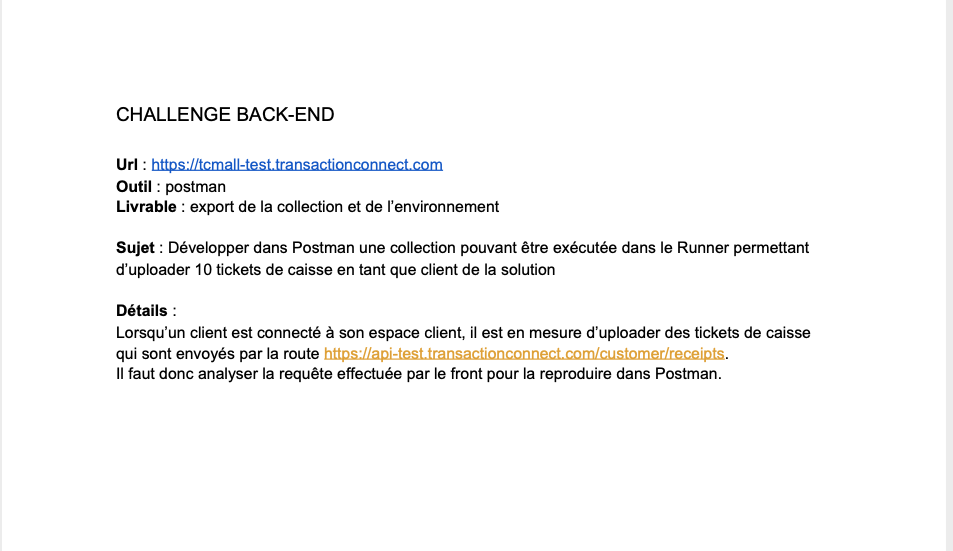 CHALLENGE BACK-END
Url : https://tcmall-test.transactionconnect.com
Outil : postman
Livrable : export de la collection et de l’environnement
Sujet : Développer dans Postman une collection pouvant être exécutée dans le Runner permettant
d’uploader 10 tickets de caisse en tant que client de la solution
Détails :
Lorsqu’un client est connecté à son espace client, il est en mesure d’uploader des tickets de caisse
qui sont envoyés par la route https://api-test.transactionconnect.com/customer/receipts.
Il faut donc analyser la requête effectuée par le front pour la reproduire dans Postman.